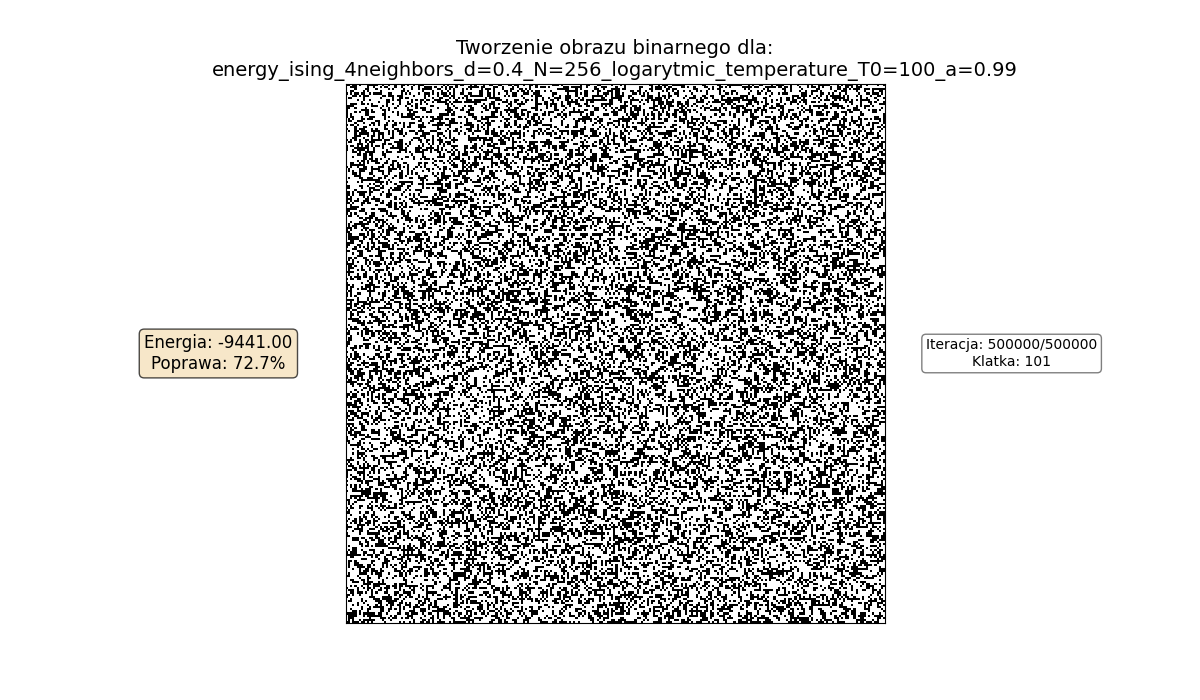 Tworzenie obrazu binarnego dla:
energy_ising_4neighbors_d=0.4_N=256_logarytmic_temperature_T0=100_a=0.99
Energia: -9441.00
Poprawa: 72.7%
Iteracja: 500000/500000
Klatka: 101